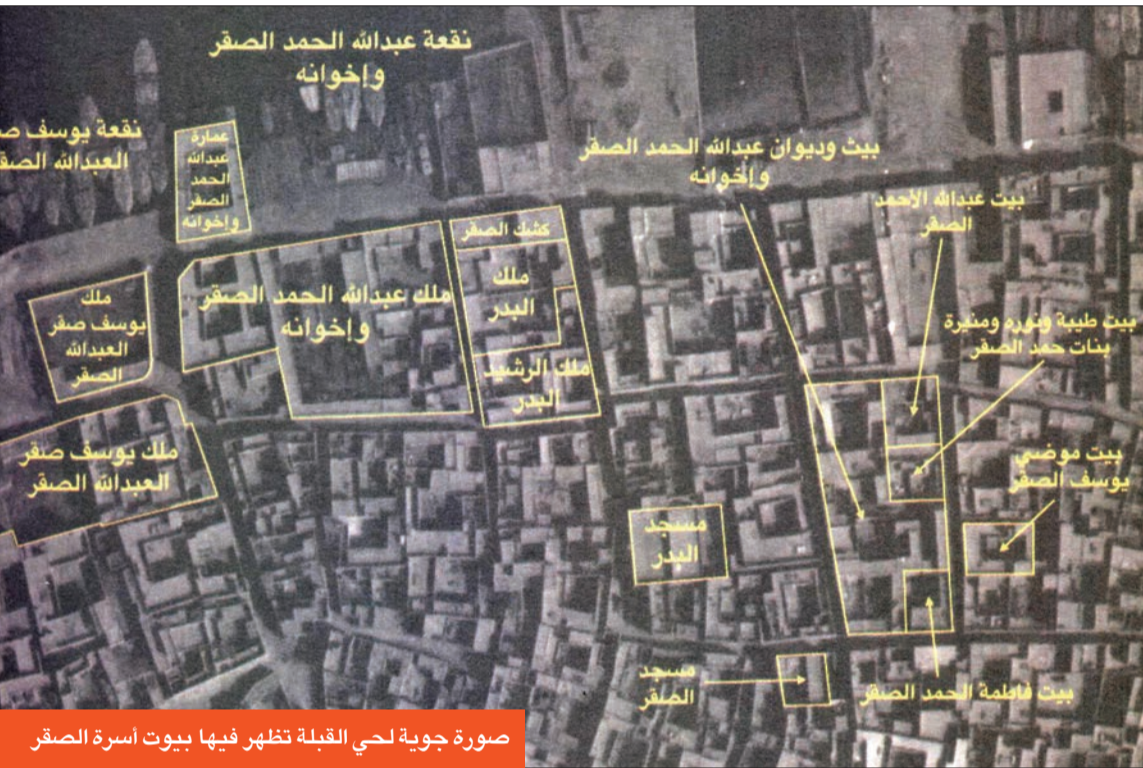 نقعة عبدالله الحمد الصقر
وإخوانه
نقعة يوسف
العبدالله
عمارة
عبدالله
الحمد
الصقر
وإخوانه
بيت وديوان عبدالله الحمد الصقر
وإخوانه
بيت عبدالله الأحمد
الصقر
كشك الصقر
ملك
البدر
ملك عبدالله الحمد الصقر
وإخوانه
ملك
يوسف صقر
العبدالله
الصقر
بيت طيبة ونوره ومنيرة
بنات حمد الصقر
ملك الرشيد
البدر
ملك يوسف صقر
العبدالله الصقر
بيت موضي
يوسف الصقر
مسجد
البدر
مسجد
الصقر
بيت فاطمة الحمد الصقر
صورة جوية لحي القبلة تظهر فيها بيوت أسرة الصقر